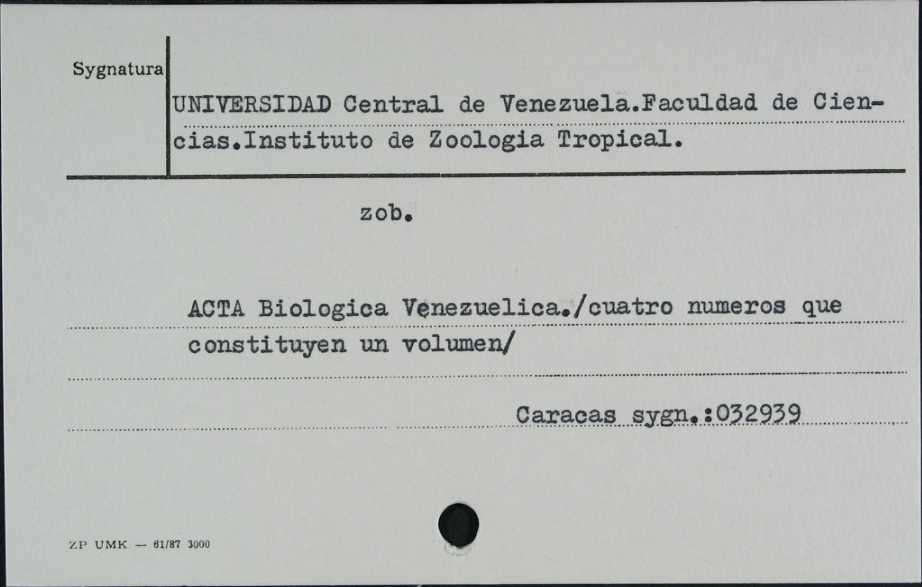 Sygnatura
UNIVERSIDAD Central de Venezuela.Faculdad de Cien-
cias.Instituto de Zoologia Tropical.
zob.
ACTA Biologica Venezuelica./cuatro numeros que
constituyen un volumen/
Caracas sygn.:032939
ZP UMK — 61/87 3000